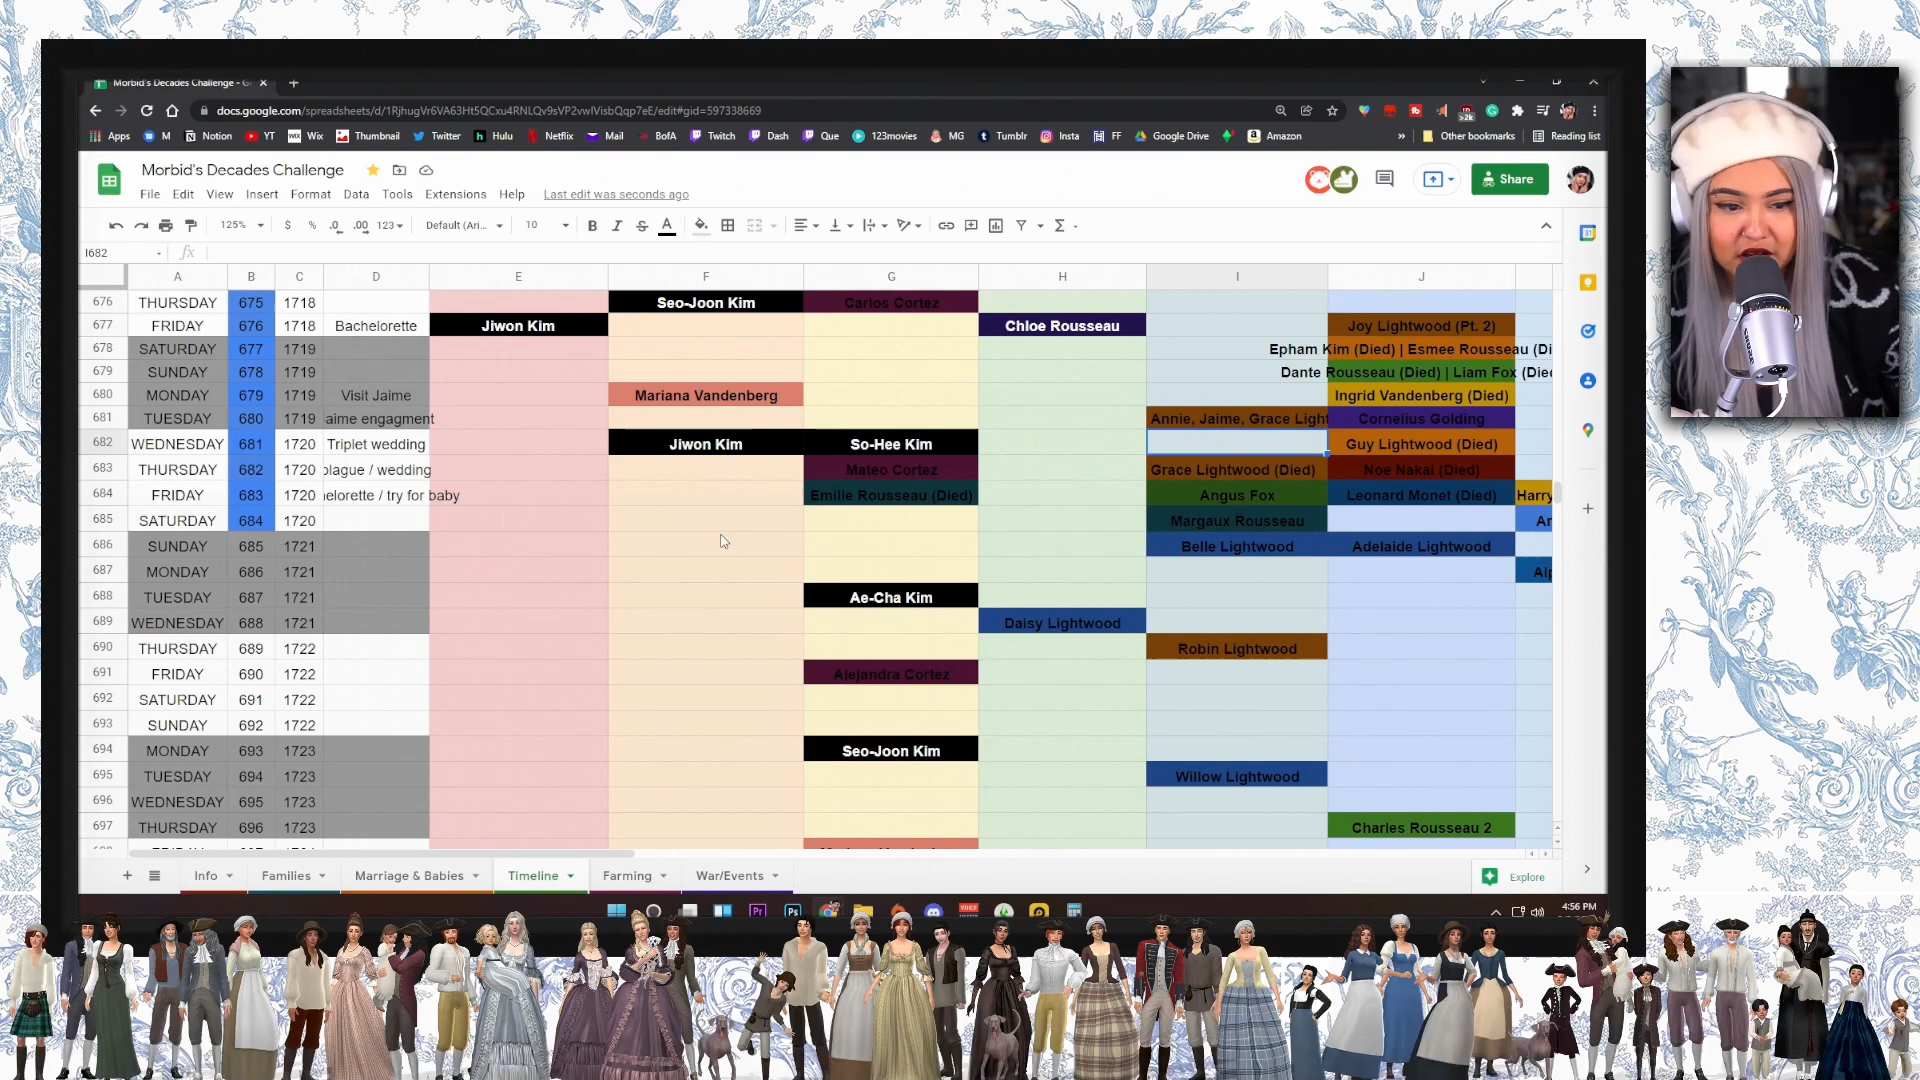 Morbid's Decades Challenge - G
docs.google.com/spreadsheets/d/1RjhugVr6VA63Ht5QCxu4RNLQv9sVP2vwIVisbQqp7eE/edit#gid=597338669
Apps M Notion YT Wix Thumbnail Twitter Hulu Netflix Mail BofA Twitch Dash Que 123movies MG Tumblr Insta FF Google Drive Amazon » Other bookmarks Reading list
Morbid's Decades Challenge
File Edit View Insert Format Data Tools Extensions Help Last edit was seconds ago
Share
125% $ % .0 .00 123 Default (Ari... 10 B I S A
I682 fx
A B C D E F G H I J
676 THURSDAY 675 1718 Seo-Joon Kim Carlos Cortez
677 FRIDAY 676 1718 Bachelorette Jiwon Kim Chloe Rousseau Joy Lightwood (Pt. 2)
678 SATURDAY 677 1719 Epham Kim (Died) | Esmee Rousseau (Di
679 SUNDAY 678 1719 Dante Rousseau (Died) | Liam Fox (Died
680 MONDAY 679 1719 Visit Jaime Mariana Vandenberg Ingrid Vandenberg (Died)
681 TUESDAY 680 1719 aime engagment Annie, Jaime, Grace Light Cornelius Golding
682 WEDNESDAY 681 1720 Triplet wedding Jiwon Kim So-Hee Kim Guy Lightwood (Died)
683 THURSDAY 682 1720 plague / wedding Mateo Cortez Grace Lightwood (Died) Noe Nakai (Died)
684 FRIDAY 683 1720 elorette / try for baby Emilie Rousseau (Died) Angus Fox Leonard Monet (Died) Harry
685 SATURDAY 684 1720 Margaux Rousseau Ar
686 SUNDAY 685 1721 Belle Lightwood Adelaide Lightwood
687 MONDAY 686 1721 Alp
688 TUESDAY 687 1721 Ae-Cha Kim
689 WEDNESDAY 688 1721 Daisy Lightwood
690 THURSDAY 689 1722 Robin Lightwood
691 FRIDAY 690 1722 Alejandra Cortez
692 SATURDAY 691 1722
693 SUNDAY 692 1722
694 MONDAY 693 1723 Seo-Joon Kim
695 TUESDAY 694 1723 Willow Lightwood
696 WEDNESDAY 695 1723
697 THURSDAY 696 1723 Charles Rousseau 2
Info Families Marriage & Babies Timeline Farming War/Events Explore
4:56 PM